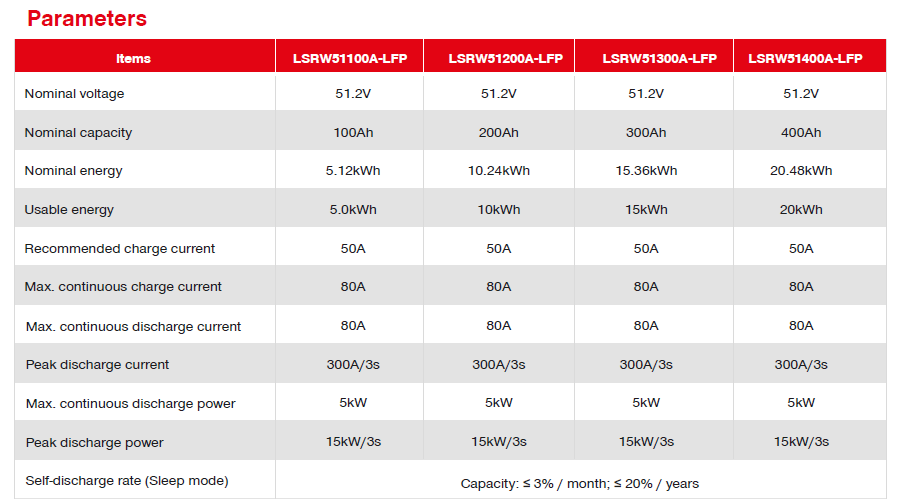 Parameters
Items LSRW51100A-LFP LSRW51200A-LFP LSRW51300A-LFP LSRW51400A-LFP
Nominal voltage 51.2V 51.2V 51.2V 51.2V
Nominal capacity 100Ah 200Ah 300Ah 400Ah
Nominal energy 5.12kWh 10.24kWh 15.36kWh 20.48kWh
Usable energy 5.0kWh 10kWh 15kWh 20kWh
Recommended charge current 50A 50A 50A 50A
Max. continuous charge current 80A 80A 80A 80A
Max. continuous discharge current 80A 80A 80A 80A
Peak discharge current 300A/3s 300A/3s 300A/3s 300A/3s
Max. continuous discharge power 5kW 5kW 5kW 5kW
Peak discharge power 15kW/3s 15kW/3s 15kW/3s 15kW/3s
Self-discharge rate (Sleep mode) Capacity: ≤ 3% / month; ≤ 20% / years